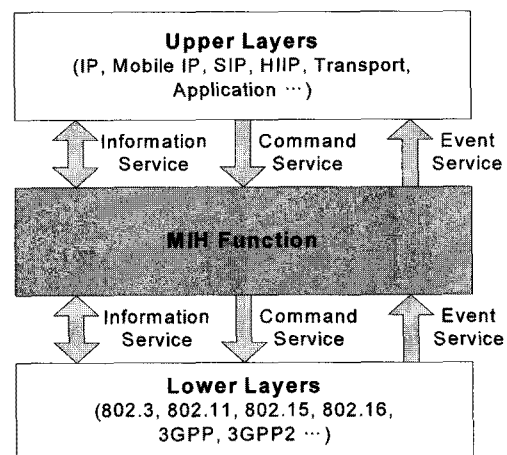 Upper Layers
(IP, Mobile IP, SIP, HIIP, Transport,
Application ⋯)
Information
Service
Command
Service
Event
Service
MIH Function
Information
Service
Command
Service
Event
Service
Lower Layers
(802.3, 802.11, 802.15, 802.16,
3GPP, 3GPP2 ⋯)